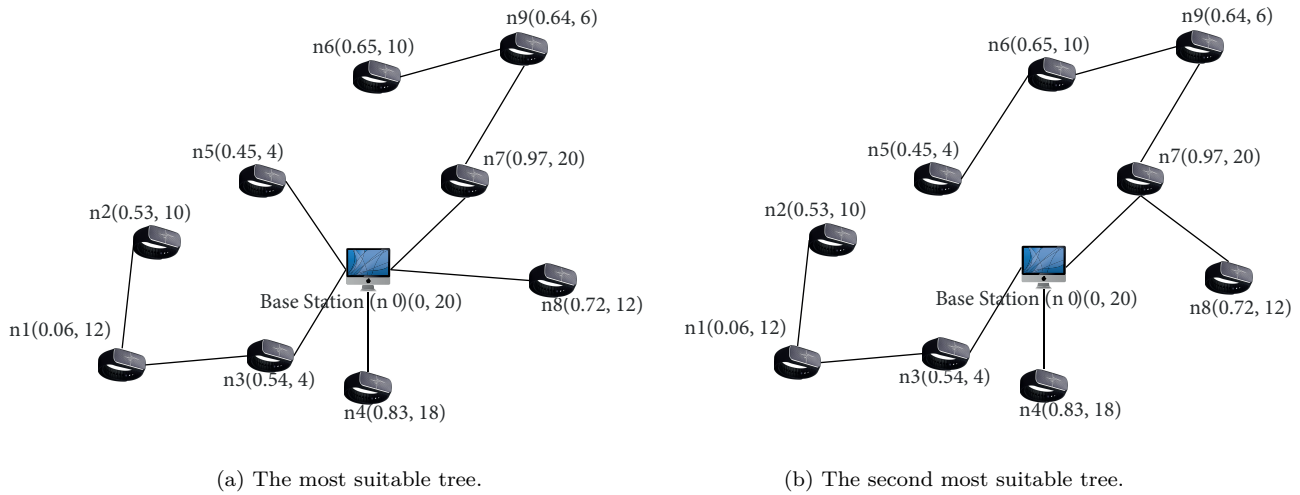 n9(0.64, 6)
n6(0.65, 10)
n5(0.45, 4)
n7(0.97, 20)
n2(0.53, 10)
Base Station (n 0)(0, 20)
n8(0.72, 12)
n1(0.06, 12)
n3(0.54, 4)
n4(0.83, 18)
(a) The most suitable tree.
n9(0.64, 6)
n6(0.65, 10)
n5(0.45, 4)
n7(0.97, 20)
n2(0.53, 10)
Base Station (n 0)(0, 20)
n8(0.72, 12)
n1(0.06, 12)
n3(0.54, 4)
n4(0.83, 18)
(b) The second most suitable tree.